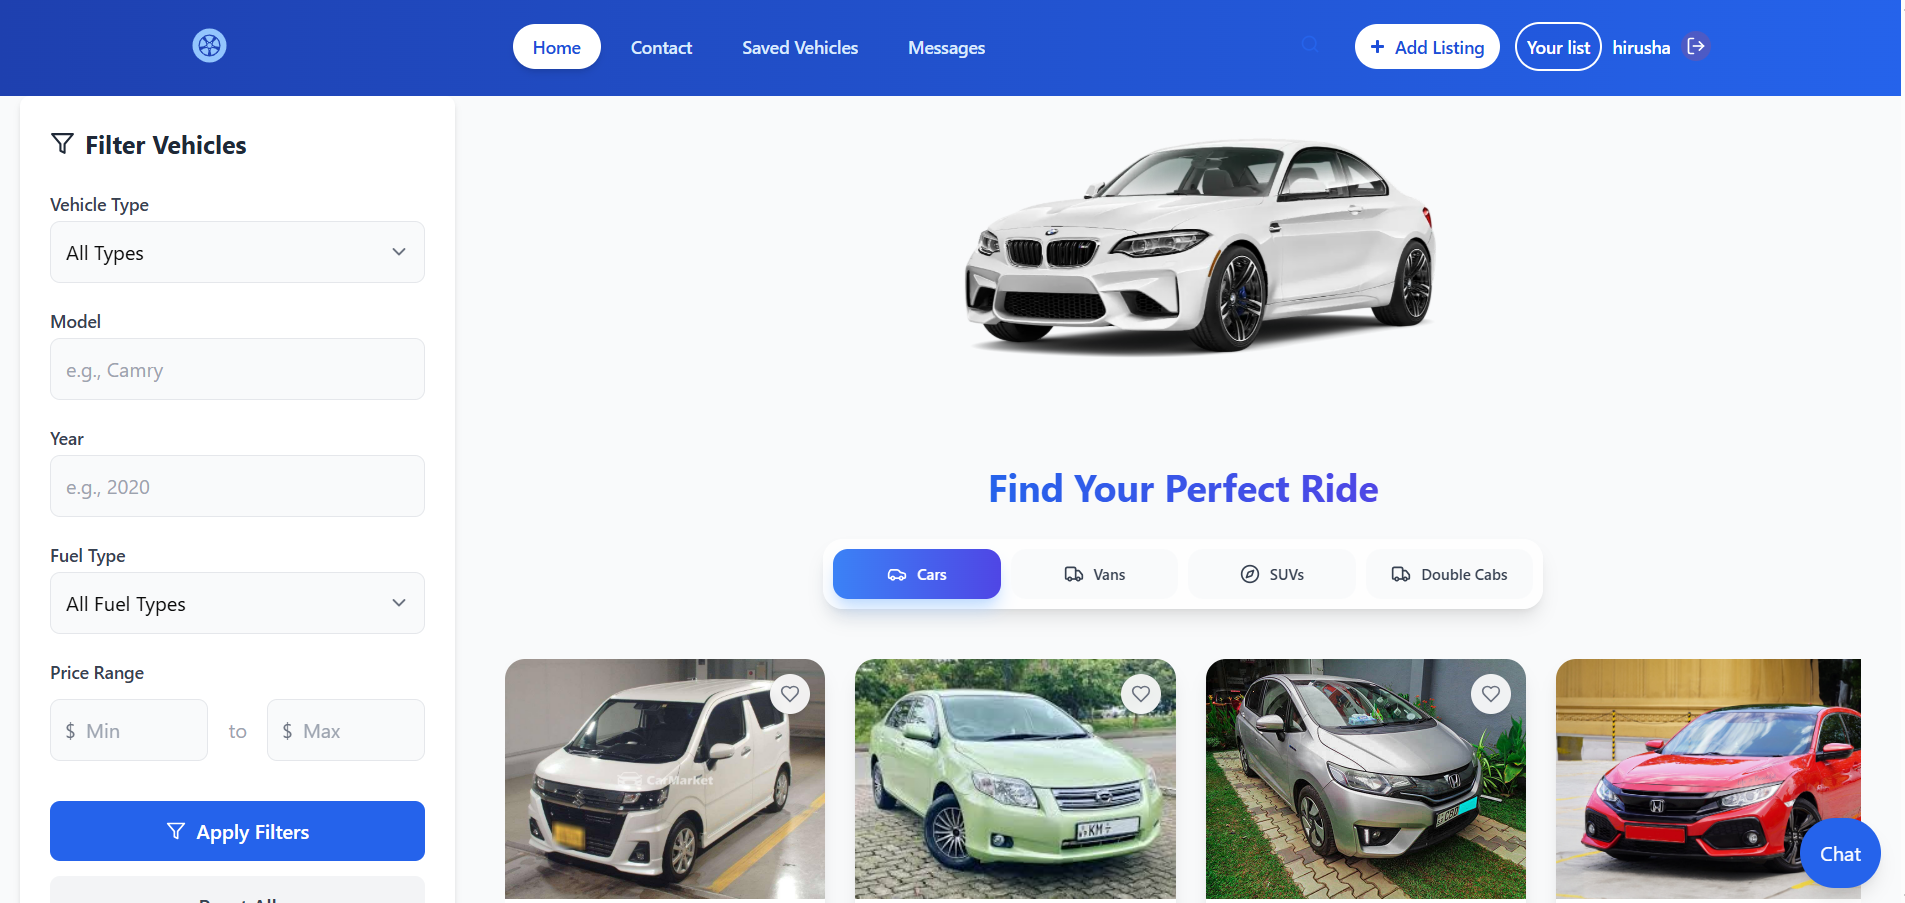 Home
Contact
Saved Vehicles
Messages
+ Add Listing
Your list
hirusha
Filter Vehicles
Vehicle Type
All Types
Model
e.g., Camry
Year
e.g., 2020
Fuel Type
All Fuel Types
Price Range
$ Min
to
$ Max
Apply Filters
Find Your Perfect Ride
Cars
Vans
SUVs
Double Cabs
CarMarket
KM
Chat